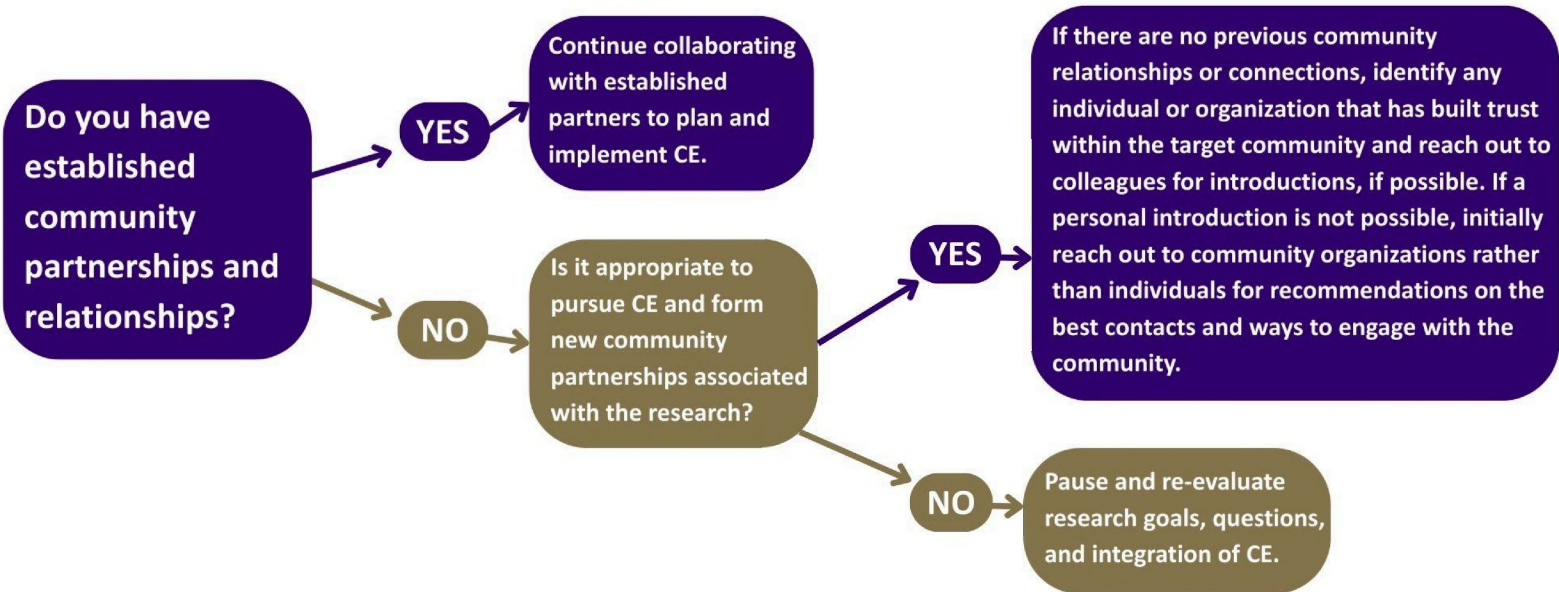 Do you have
established
community
partnerships and
relationships?
YES
Continue collaborating
with established
partners to plan and
implement CE.
NO
Is it appropriate to
pursue CE and form
new community
partnerships associated
with the research?
YES
If there are no previous community
relationships or connections, identify any
individual or organization that has built trust
within the target community and reach out to
colleagues for introductions, if possible. If a
personal introduction is not possible, initially
reach out to community organizations rather
than individuals for recommendations on the
best contacts and ways to engage with the
community.
NO
Pause and re-evaluate
research goals, questions,
and integration of CE.